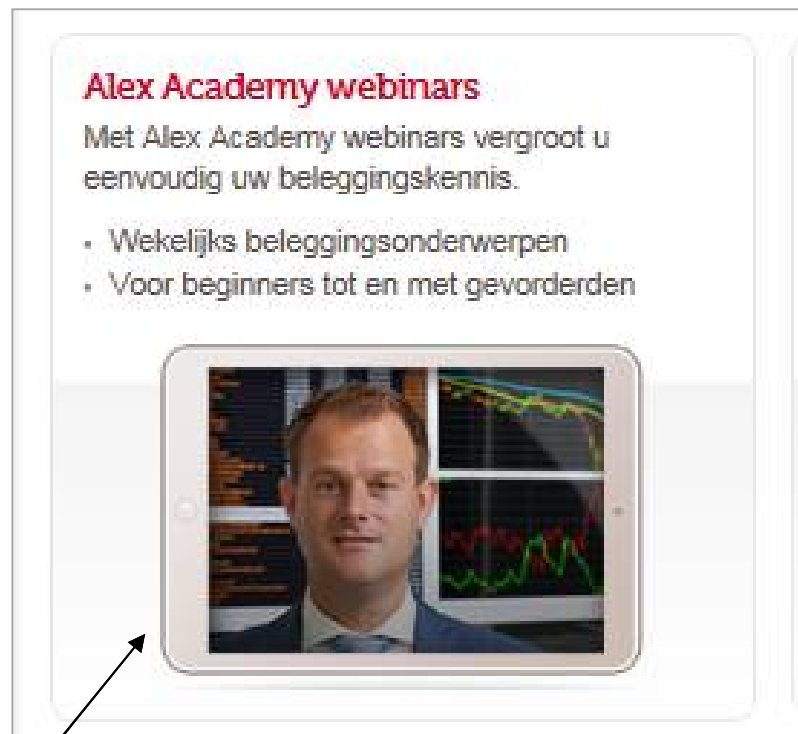 Alex Academy webinars
Met Alex Academy webinars vergroot u
eenvoudig uw beleggingskennis.
• Wekelijks beleggingsonderwerpen
• Voor beginners tot en met gevorderden